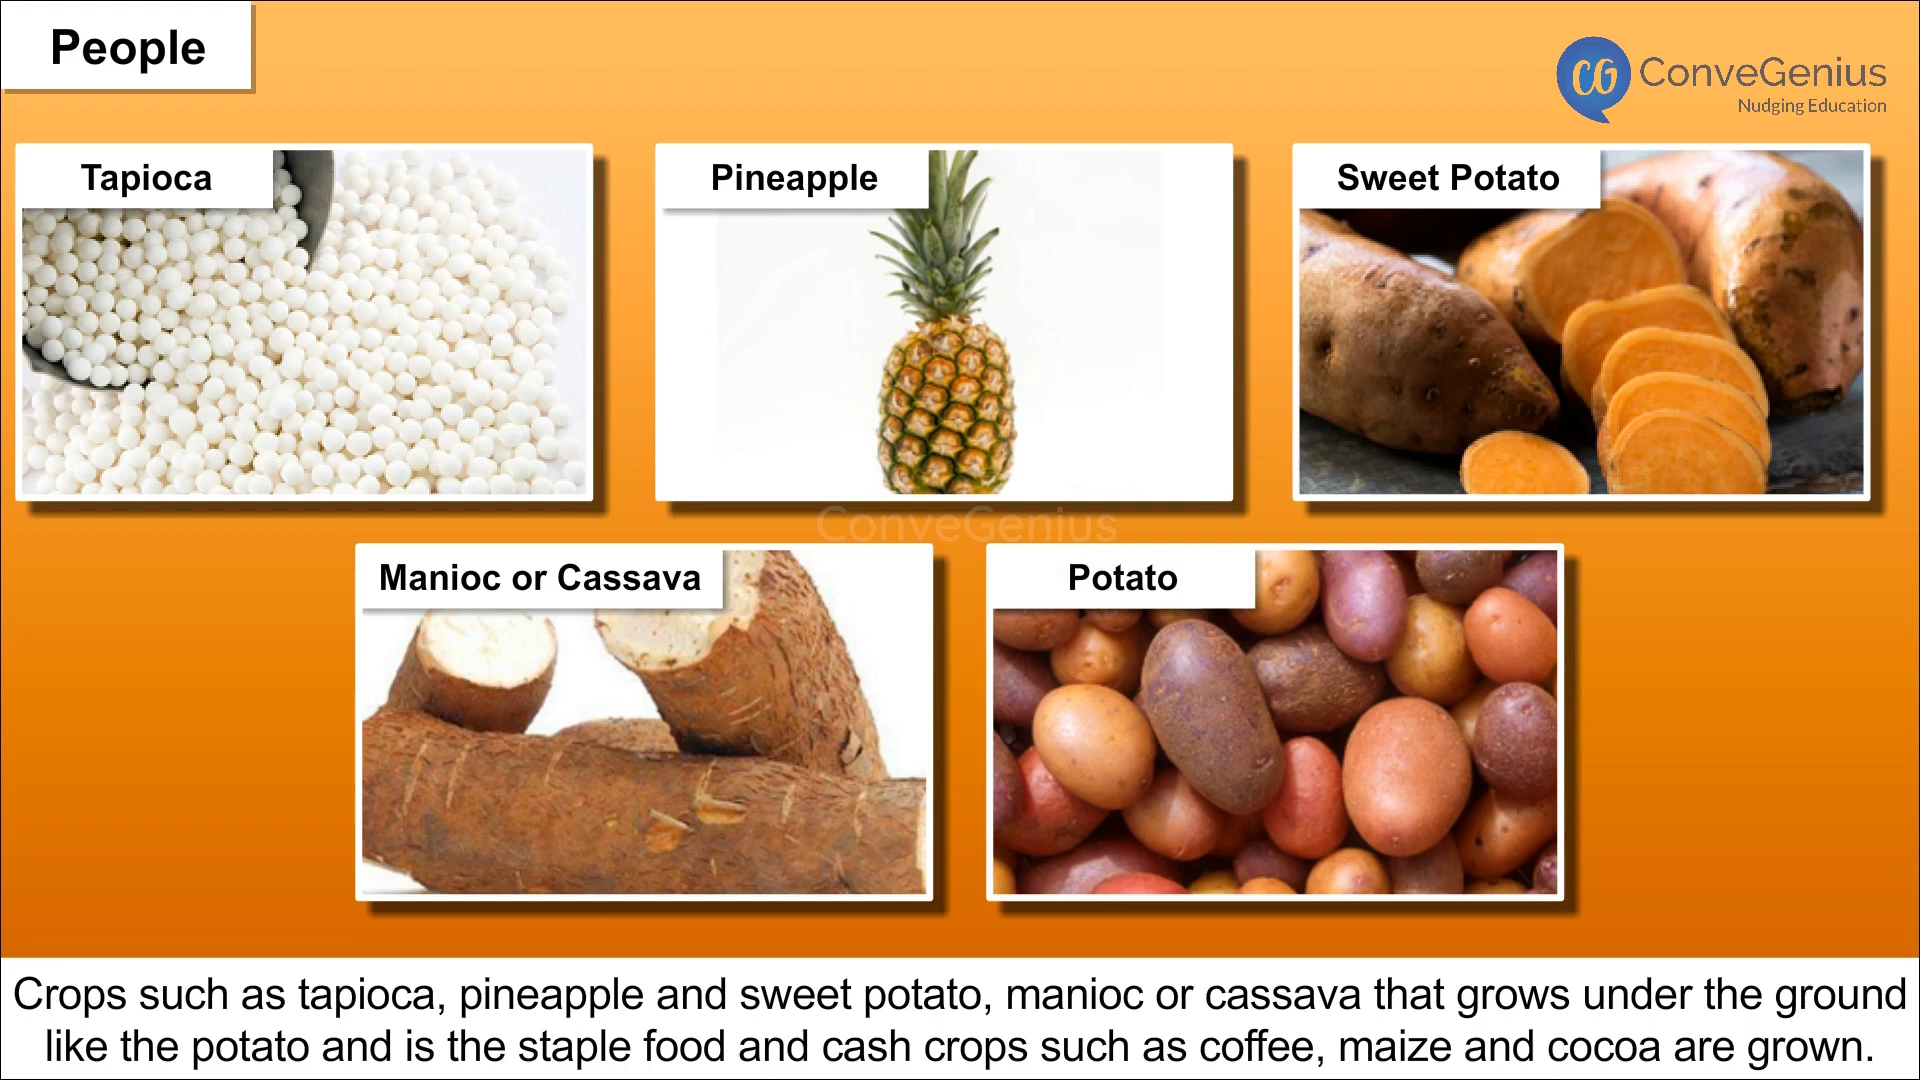 People
CG
ConveGenius
Nudging Education
Tapioca
Pineapple
Sweet Potato
ConveGenius
Manioc or Cassava
Potato
Crops such as tapioca, pineapple and sweet potato, manioc or cassava that grows under the ground
like the potato and is the staple food and cash crops such as coffee, maize and cocoa are grown.